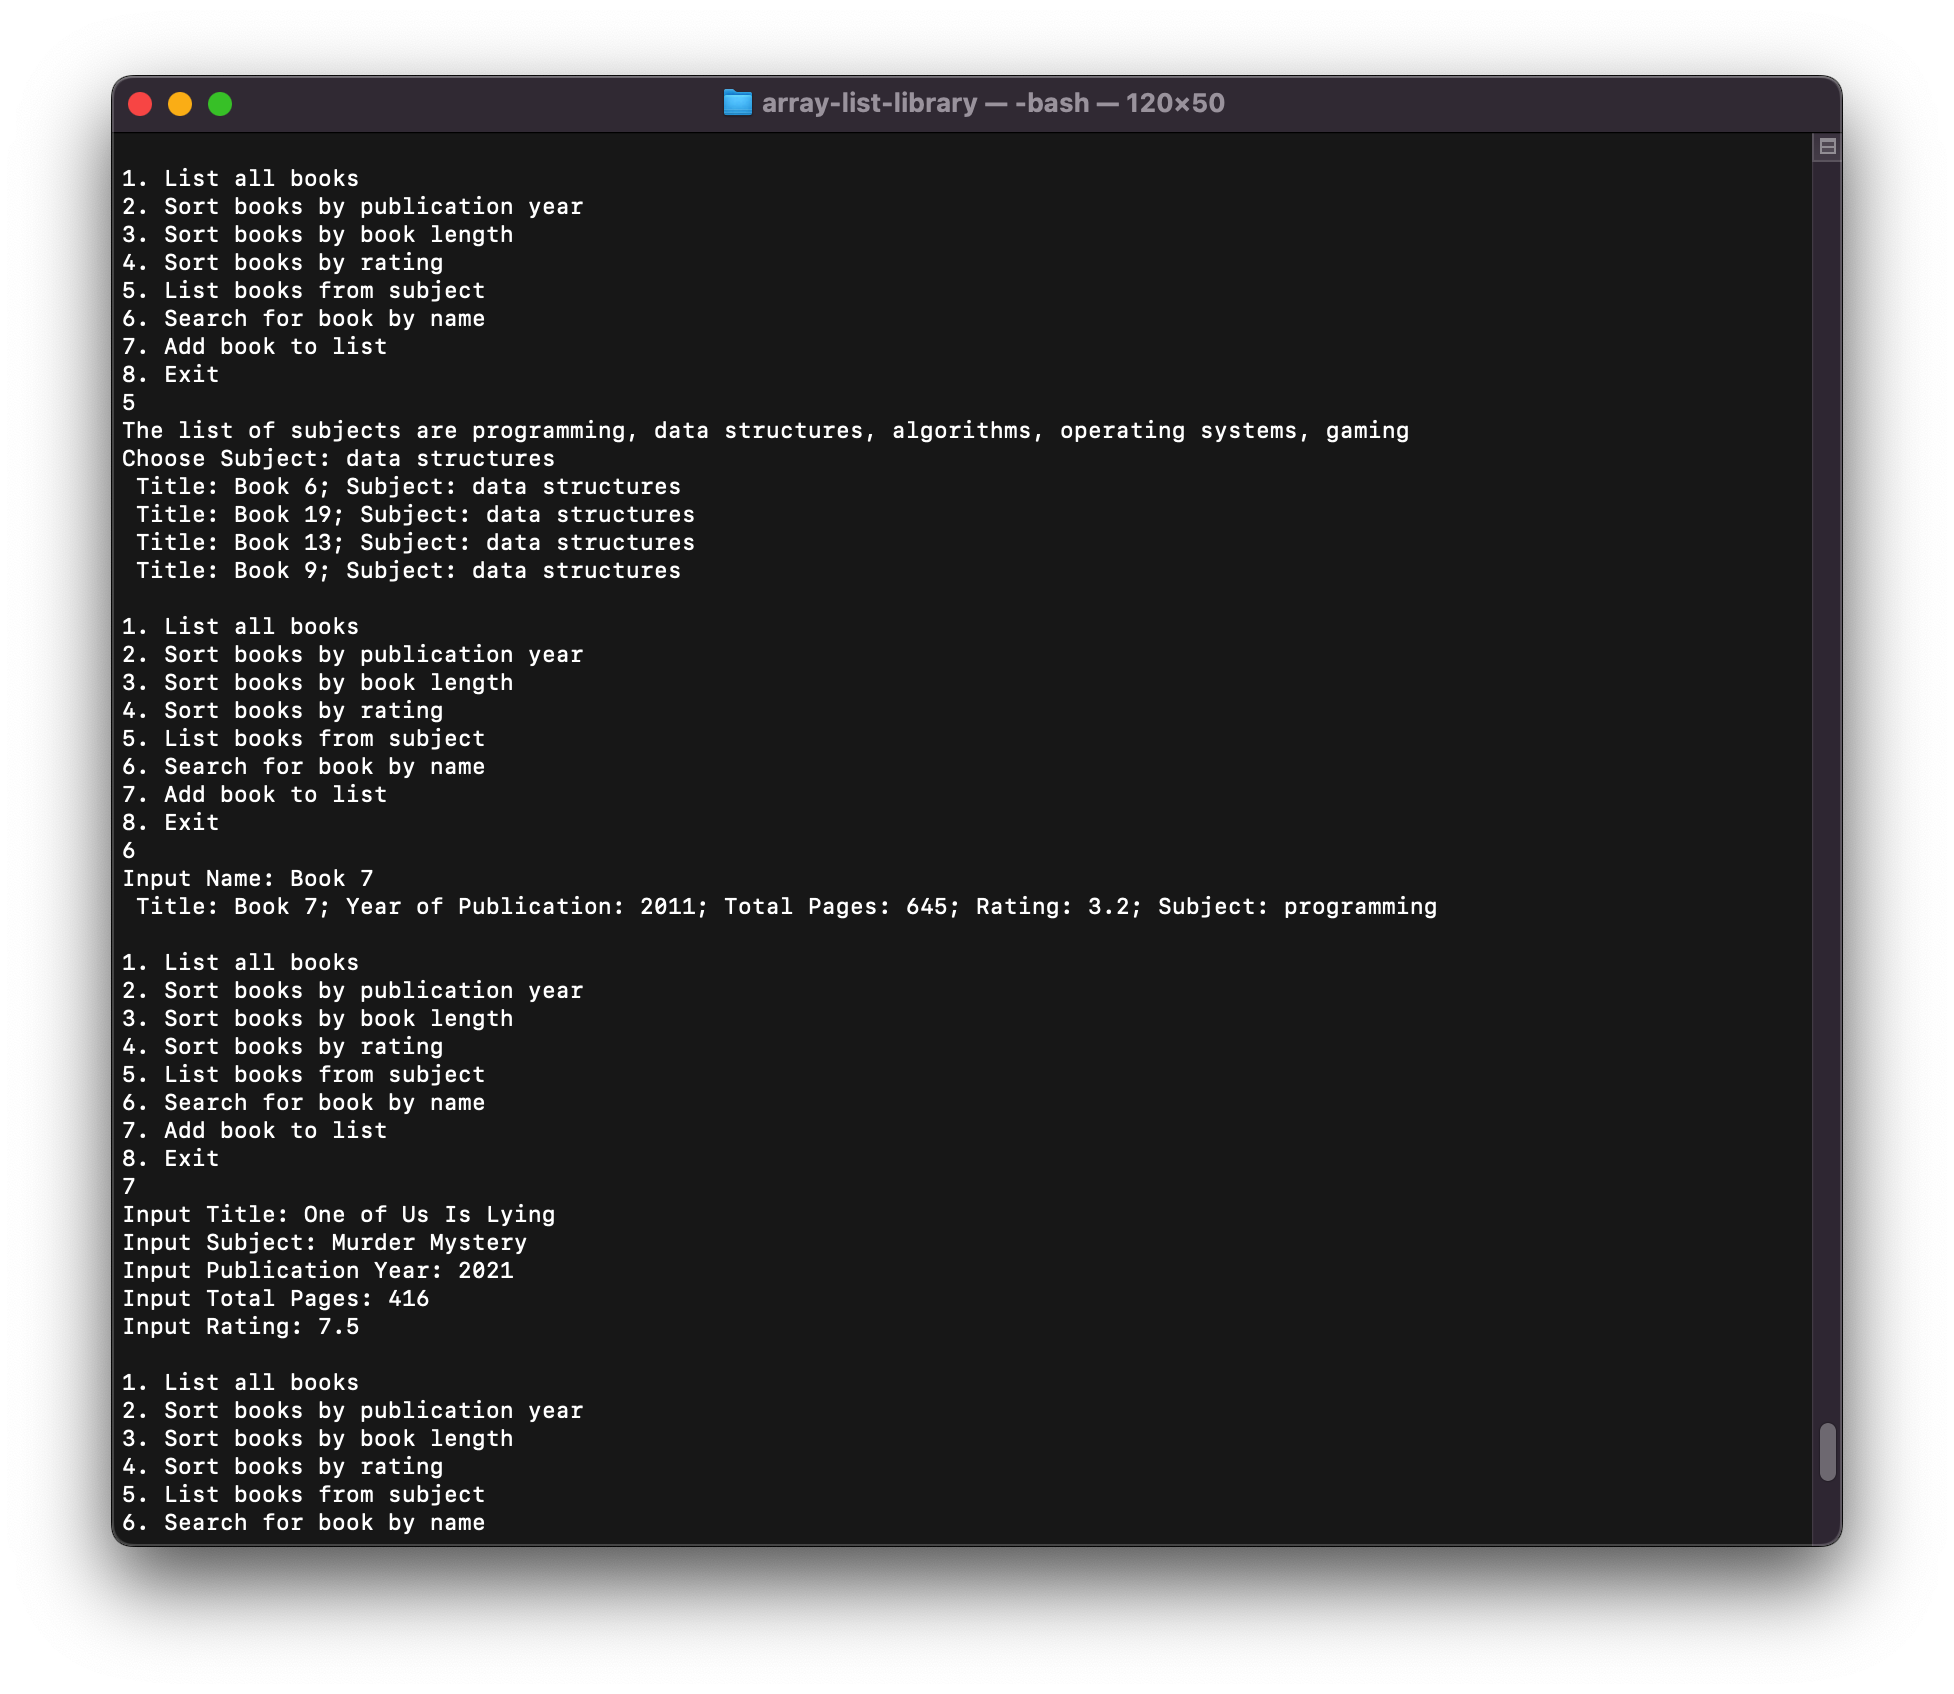 array-list-library — -bash — 120×50
1. List all books
2. Sort books by publication year
3. Sort books by book length
4. Sort books by rating
5. List books from subject
6. Search for book by name
7. Add book to list
8. Exit
5
The list of subjects are programming, data structures, algorithms, operating systems, gaming
Choose Subject: data structures
 Title: Book 6; Subject: data structures
 Title: Book 19; Subject: data structures
 Title: Book 13; Subject: data structures
 Title: Book 9; Subject: data structures
1. List all books
2. Sort books by publication year
3. Sort books by book length
4. Sort books by rating
5. List books from subject
6. Search for book by name
7. Add book to list
8. Exit
6
Input Name: Book 7
 Title: Book 7; Year of Publication: 2011; Total Pages: 645; Rating: 3.2; Subject: programming
1. List all books
2. Sort books by publication year
3. Sort books by book length
4. Sort books by rating
5. List books from subject
6. Search for book by name
7. Add book to list
8. Exit
7
Input Title: One of Us Is Lying
Input Subject: Murder Mystery
Input Publication Year: 2021
Input Total Pages: 416
Input Rating: 7.5
1. List all books
2. Sort books by publication year
3. Sort books by book length
4. Sort books by rating
5. List books from subject
6. Search for book by name